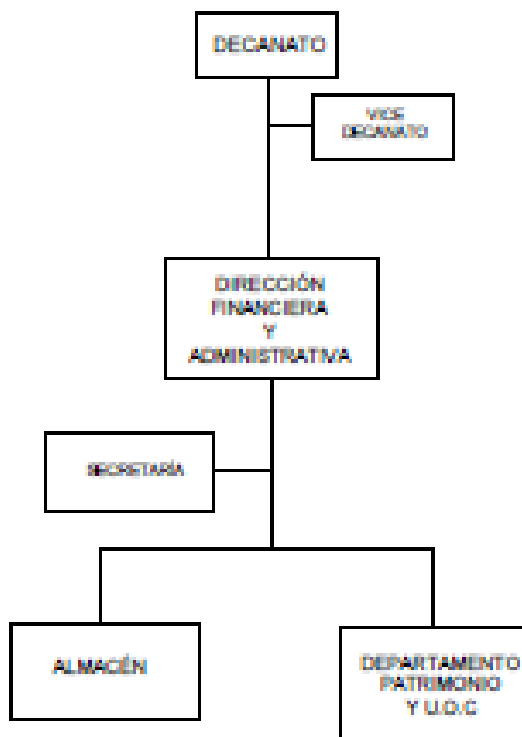 DECANATO
VICE
DECANATO
DIRECCIÓN
FINANCIERA
Y
ADMINISTRATIVA
SECRETARÍA
ALMACÉN
DEPARTAMENTO
PATRIMONIO
Y U.O.C